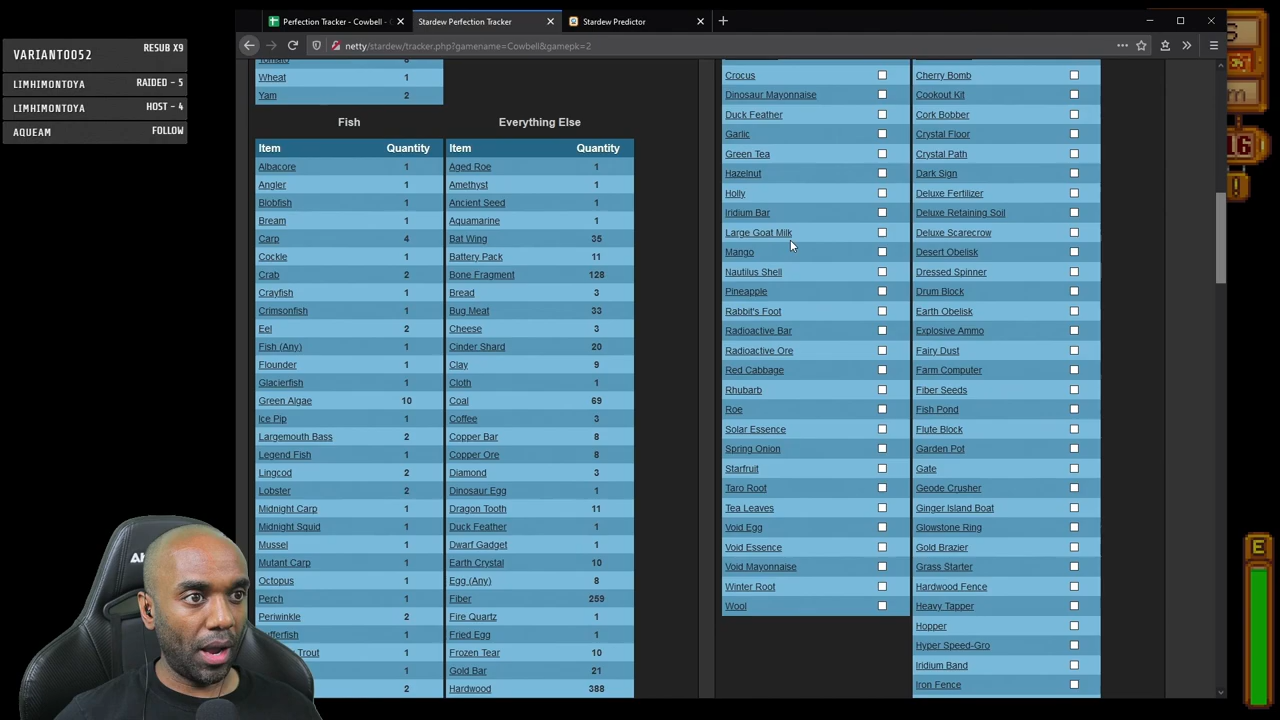 VARIANT0052 RESUB X9
LIMHIMONTOYA RAIDED - 5
LIMHIMONTOYA HOST - 4
AQUEAM FOLLOW
Perfection Tracker - Cowbell -
Stardew Perfection Tracker
Stardew Predictor
netty/stardew/tracker.php?gamename=Cowbell&gamepk=2
Wheat 1
Yam 2
Fish
Item Quantity
Albacore 1
Angler 1
Blobfish 1
Bream 1
Carp 4
Cockle 1
Crab 2
Crayfish 1
Crimsonfish 1
Eel 2
Fish (Any) 1
Flounder 1
Glacierfish 1
Green Algae 10
Ice Pip 1
Largemouth Bass 2
Legend Fish 1
Lingcod 2
Lobster 2
Midnight Carp 1
Midnight Squid 1
Mussel 1
Mutant Carp 1
Octopus 1
Perch 1
Periwinkle 2
ufferfish 1
Trout 1
1
2
Everything Else
Item Quantity
Aged Roe 1
Amethyst 1
Ancient Seed 1
Aquamarine 1
Bat Wing 35
Battery Pack 11
Bone Fragment 128
Bread 3
Bug Meat 33
Cheese 3
Cinder Shard 20
Clay 9
Cloth 1
Coal 69
Coffee 3
Copper Bar 8
Copper Ore 8
Diamond 3
Dinosaur Egg 1
Dragon Tooth 11
Duck Feather 1
Dwarf Gadget 1
Earth Crystal 10
Egg (Any) 8
Fiber 259
Fire Quartz 1
Fried Egg 1
Frozen Tear 10
Gold Bar 21
Hardwood 388
Crocus
Dinosaur Mayonnaise
Duck Feather
Garlic
Green Tea
Hazelnut
Holly
Iridium Bar
Large Goat Milk
Mango
Nautilus Shell
Pineapple
Rabbit's Foot
Radioactive Bar
Radioactive Ore
Red Cabbage
Rhubarb
Roe
Solar Essence
Spring Onion
Starfruit
Taro Root
Tea Leaves
Void Egg
Void Essence
Void Mayonnaise
Winter Root
Wool
Cherry Bomb
Cookout Kit
Cork Bobber
Crystal Floor
Crystal Path
Dark Sign
Deluxe Fertilizer
Deluxe Retaining Soil
Deluxe Scarecrow
Desert Obelisk
Dressed Spinner
Drum Block
Earth Obelisk
Explosive Ammo
Fairy Dust
Farm Computer
Fiber Seeds
Fish Pond
Flute Block
Garden Pot
Gate
Geode Crusher
Ginger Island Boat
Glowstone Ring
Gold Brazier
Grass Starter
Hardwood Fence
Heavy Tapper
Hopper
Hyper Speed-Gro
Iridium Band
Iron Fence
16
E